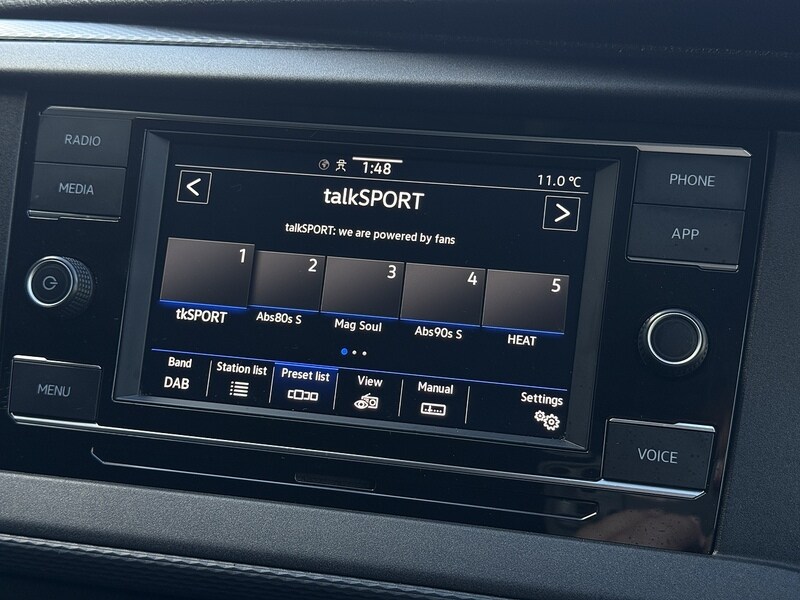 RADIO
MEDIA
MENU
1:48
11.0 °C
<
talkSPORT
>
talkSPORT: we are powered by fans
1
2
3
4
5
tkSPORT
Abs80s S
Mag Soul
Abs90s S
HEAT
Band
DAB
Station list
Preset list
View
Manual
Settings
PHONE
APP
VOICE